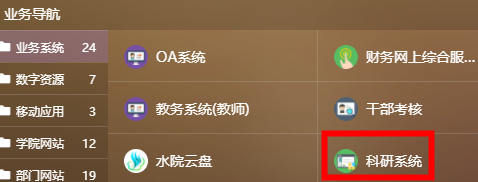 业务导航
业务系统 24
OA系统
财务网上综合服...
数字资源 7
移动应用 3
教务系统(教师)
干部考核
学院网站 12
水院云盘
科研系统
部门网站 19